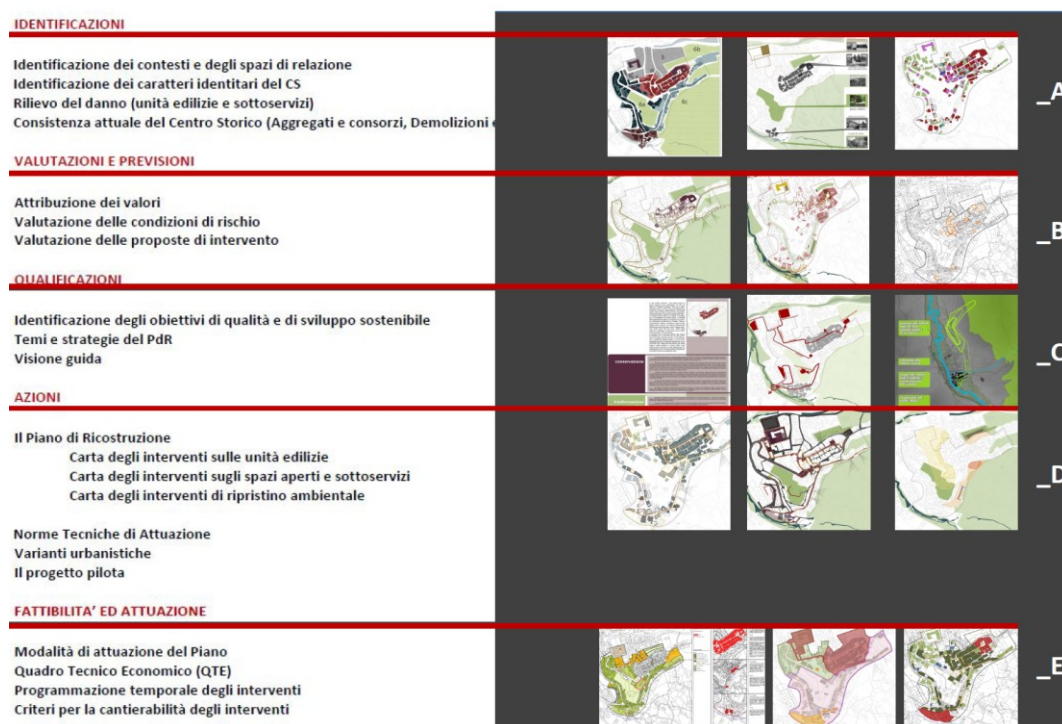 IDENTIFICAZIONI
Identificazione dei contesti e degli spazi di relazione
Identificazione dei caratteri identitari del CS
Rilievo del danno (unità edilizie e sottoservizi)
Consistenza attuale del Centro Storico (Aggregati e consorzi, Demolizioni e
_A
VALUTAZIONI E PREVISIONI
Attribuzione dei valori
Valutazione delle condizioni di rischio
Valutazione delle proposte di intervento
_B
QUALIFICAZIONI
Identificazione degli obiettivi di qualità e di sviluppo sostenibile
Temi e strategie del PdR
Visione guida
_C
AZIONI
Il Piano di Ricostruzione
Carta degli interventi sulle unità edilizie
Carta degli interventi sugli spazi aperti e sottoservizi
Carta degli interventi di ripristino ambientale
_D
Norme Tecniche di Attuazione
Varianti urbanistiche
Il progetto pilota
FATTIBILITA' ED ATTUAZIONE
Modalità di attuazione del Piano
Quadro Tecnico Economico (QTE)
Programmazione temporale degli interventi
Criteri per la cantierabilità degli interventi
_E